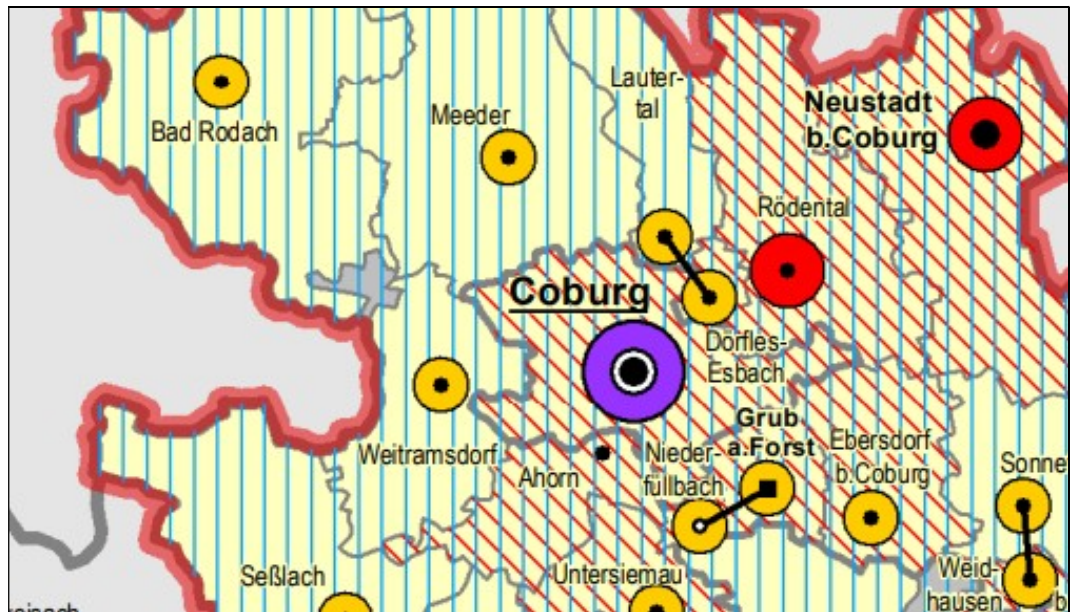 Lauter-
tal
Neustadt
b.Coburg
Meeder
Bad Rodach
Rödental
Coburg
Dörfles-
Esbach
Grub
a.Forst
Weitramsdorf
Ahorn
Nieder-
füllbach
Ebersdorf
b.Coburg
Sonne
Seßlach
Untersiemau
Weid-
hausen
b